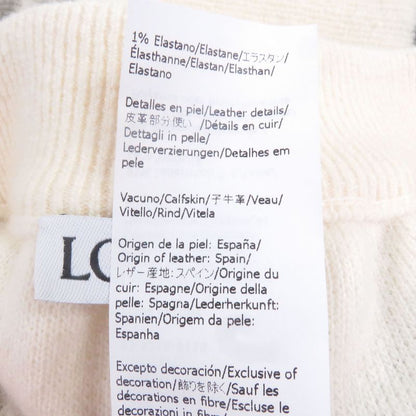 1% Elastano/Elastane/エラスタン/
Élasthanne/Elastan/Elasthan/
Elastano
Detalles en piel/Leather details/
皮革部分使い /Détails en cuir/
Dettagli in pelle/
Lederverzierungen/Detalhes em
pele
Vacuno/Calfskin/子牛革/Veau/
Vitello/Rind/Vitela
Origen de la piel: España/
Origin of leather: Spain/
レザー産地:スペイン/Origine du
cuir: Espagne/Origine della
pelle: Spagna/Lederherkunft:
Spanien/Origem da pele:
Espanha
Excepto decoración/Exclusive of
decoration/飾りを除く/Sauf les
décorations en fibre/Escluse le
decorazioni in fibra/
LO